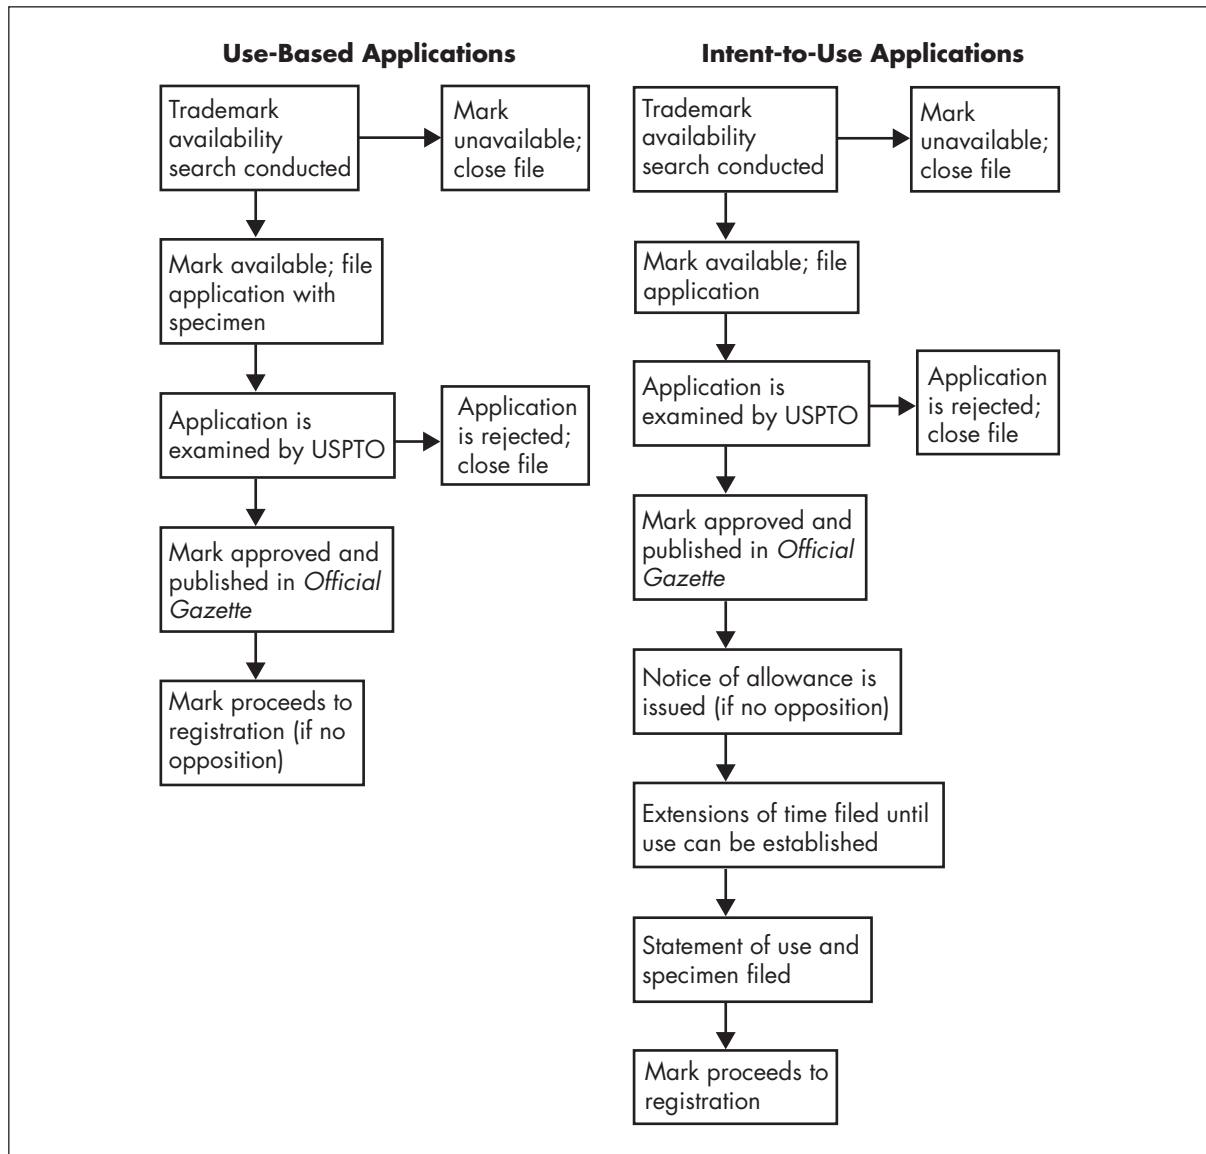 Use-Based Applications
Trademark
availability
search conducted
Mark
unavailable;
close file
Mark available; file
application with
specimen
Application is
examined by USPTO
Application
is rejected;
close file
Mark approved and
published in Official
Gazette
Mark proceeds to
registration (if no
opposition)
Intent-to-Use Applications
Trademark
availability
search conducted
Mark
unavailable;
close file
Mark available; file
application
Application is
examined by USPTO
Application
is rejected;
close file
Mark approved and
published in Official
Gazette
Notice of allowance is
issued (if no opposition)
Extensions of time filed until
use can be established
Statement of use and
specimen filed
Mark proceeds to
registration